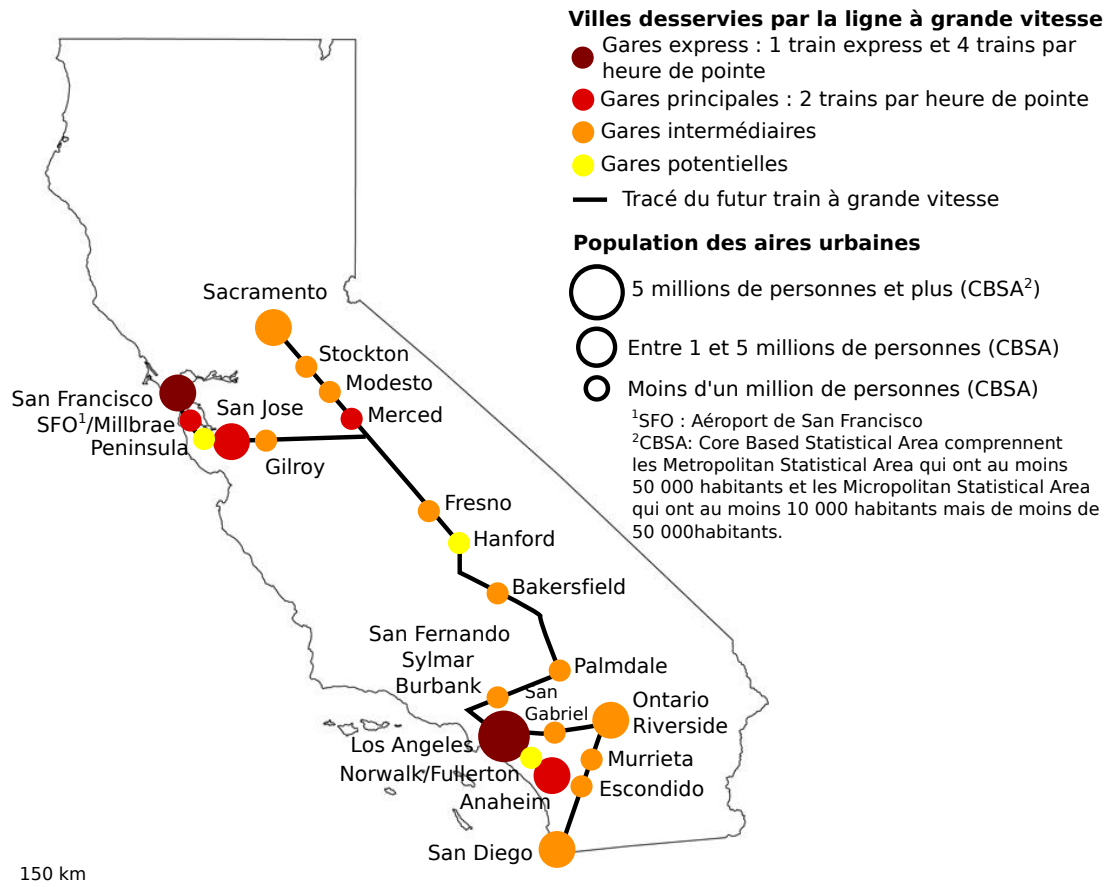 Villes desservies par la ligne à grande vitesse
Gares express : 1 train express et 4 trains par
heure de pointe
Gares principales : 2 trains par heure de pointe
Gares intermédiaires
Gares potentielles
Tracé du futur train à grande vitesse
Population des aires urbaines
5 millions de personnes et plus (CBSA²)
Entre 1 et 5 millions de personnes (CBSA)
Moins d'un million de personnes (CBSA)
¹SFO : Aéroport de San Francisco
²CBSA: Core Based Statistical Area comprennent
les Metropolitan Statistical Area qui ont au moins
50 000 habitants et les Micropolitan Statistical Area
qui ont au moins 10 000 habitants mais de moins de
50 000habitants.
Sacramento
Stockton
Modesto
Merced
San Francisco
SFO¹/Millbrae
Peninsula
San Jose
Gilroy
Fresno
Hanford
Bakersfield
Palmdale
San Fernando
Sylmar
Burbank
San
Gabriel
Ontario
Riverside
Los Angeles
Norwalk/Fullerton
Anaheim
Murrieta
Escondido
San Diego
150 km